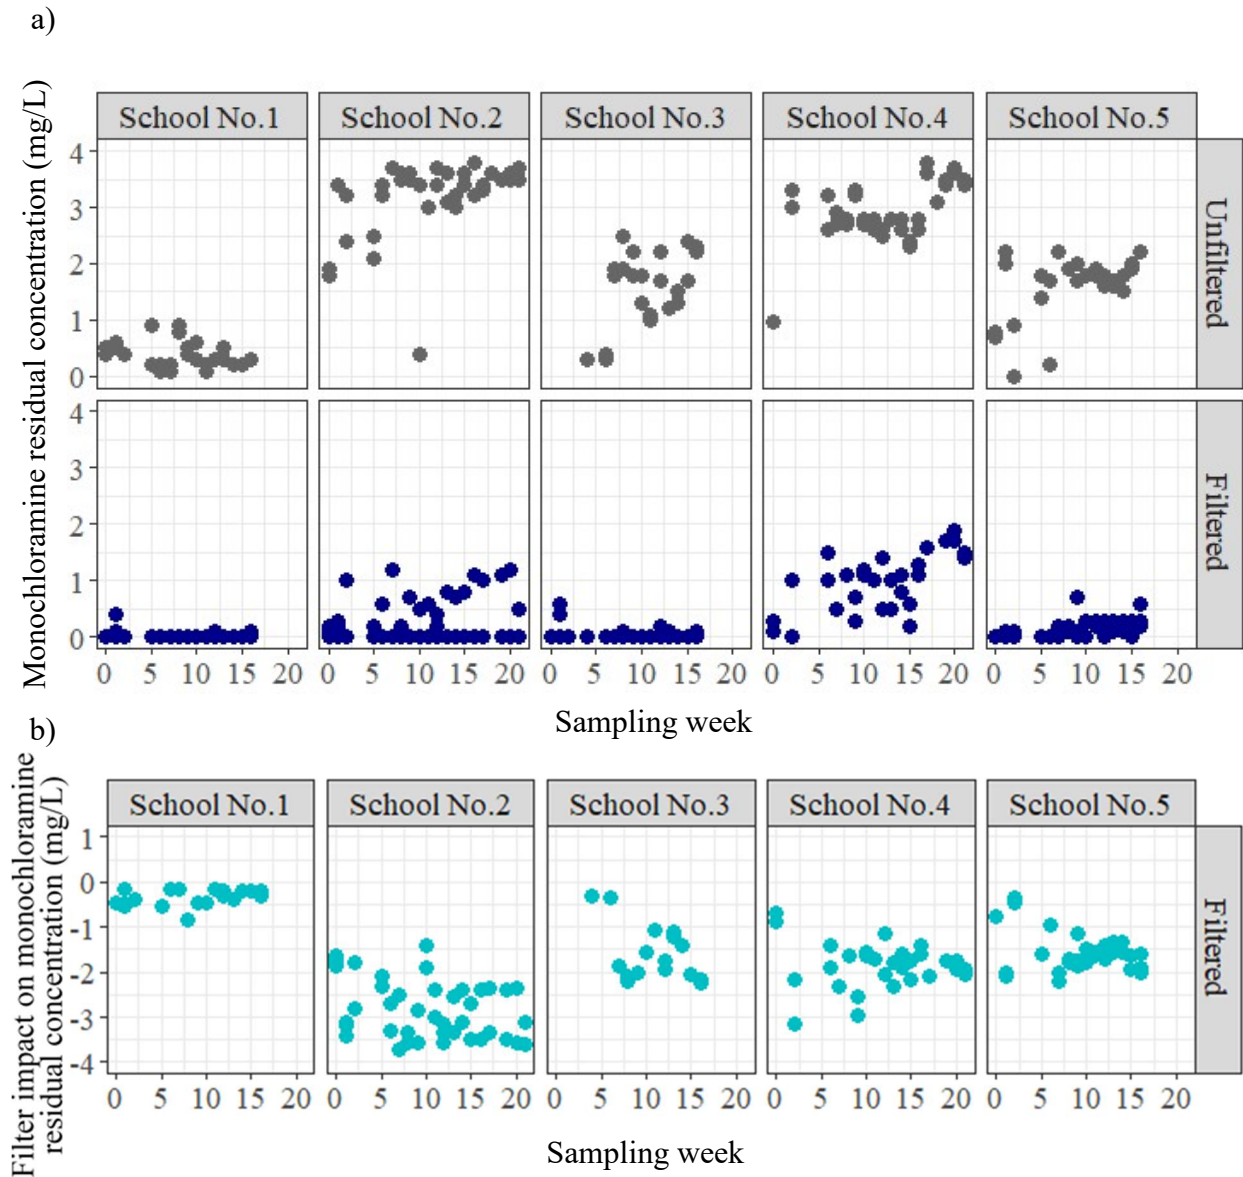 a)
Monochloramine residual concentration (mg/L)
School No.1 School No.2 School No.3 School No.4 School No.5
4
3
2
1
0
Unfiltered
4
3
2
1
0
Filtered
0 5 10 15 20 0 5 10 15 20 0 5 10 15 20 0 5 10 15 20 0 5 10 15 20
Sampling week
b)
Filter impact on monochloramine
residual concentration (mg/L)
School No.1 School No.2 School No.3 School No.4 School No.5
1
0
-1
-2
-3
-4
Filtered
0 5 10 15 20 0 5 10 15 20 0 5 10 15 20 0 5 10 15 20 0 5 10 15 20
Sampling week